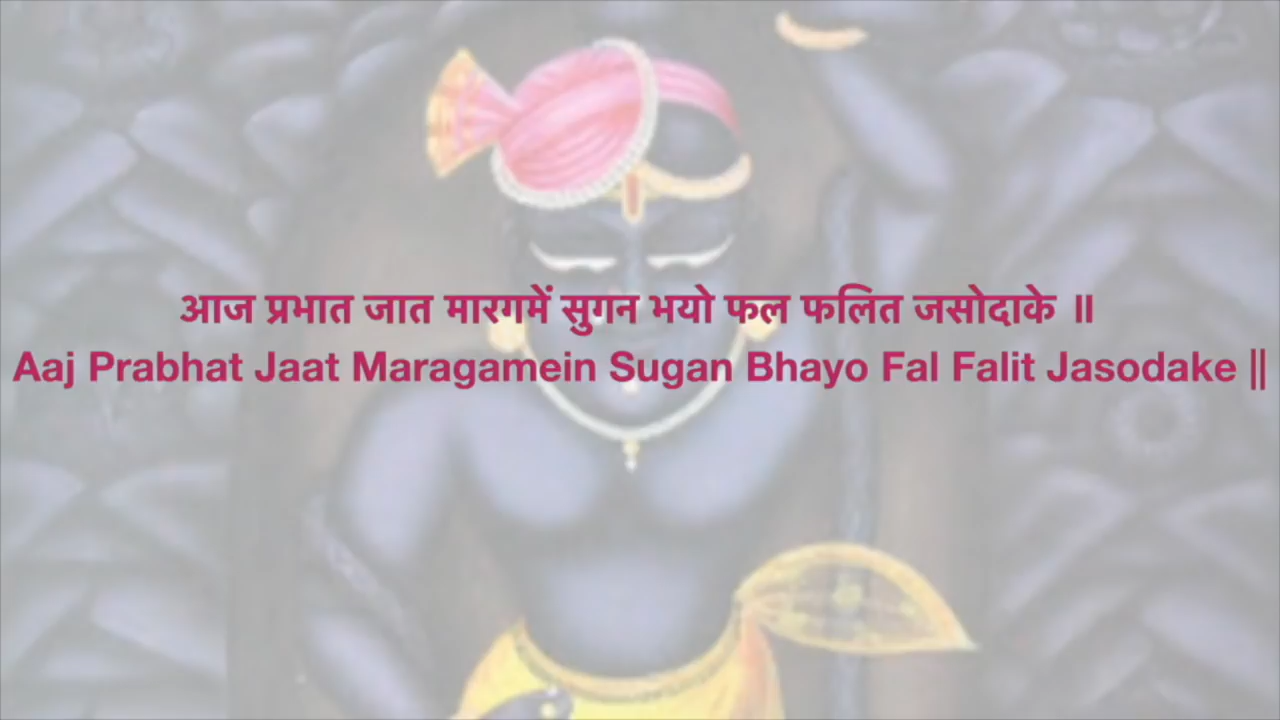 आज प्रभात जात मारगमें सुगन भयो फल फलित जसोदाके ॥
Aaj Prabhat Jaat Maragamein Sugan Bhayo Fal Falit Jasodake ||